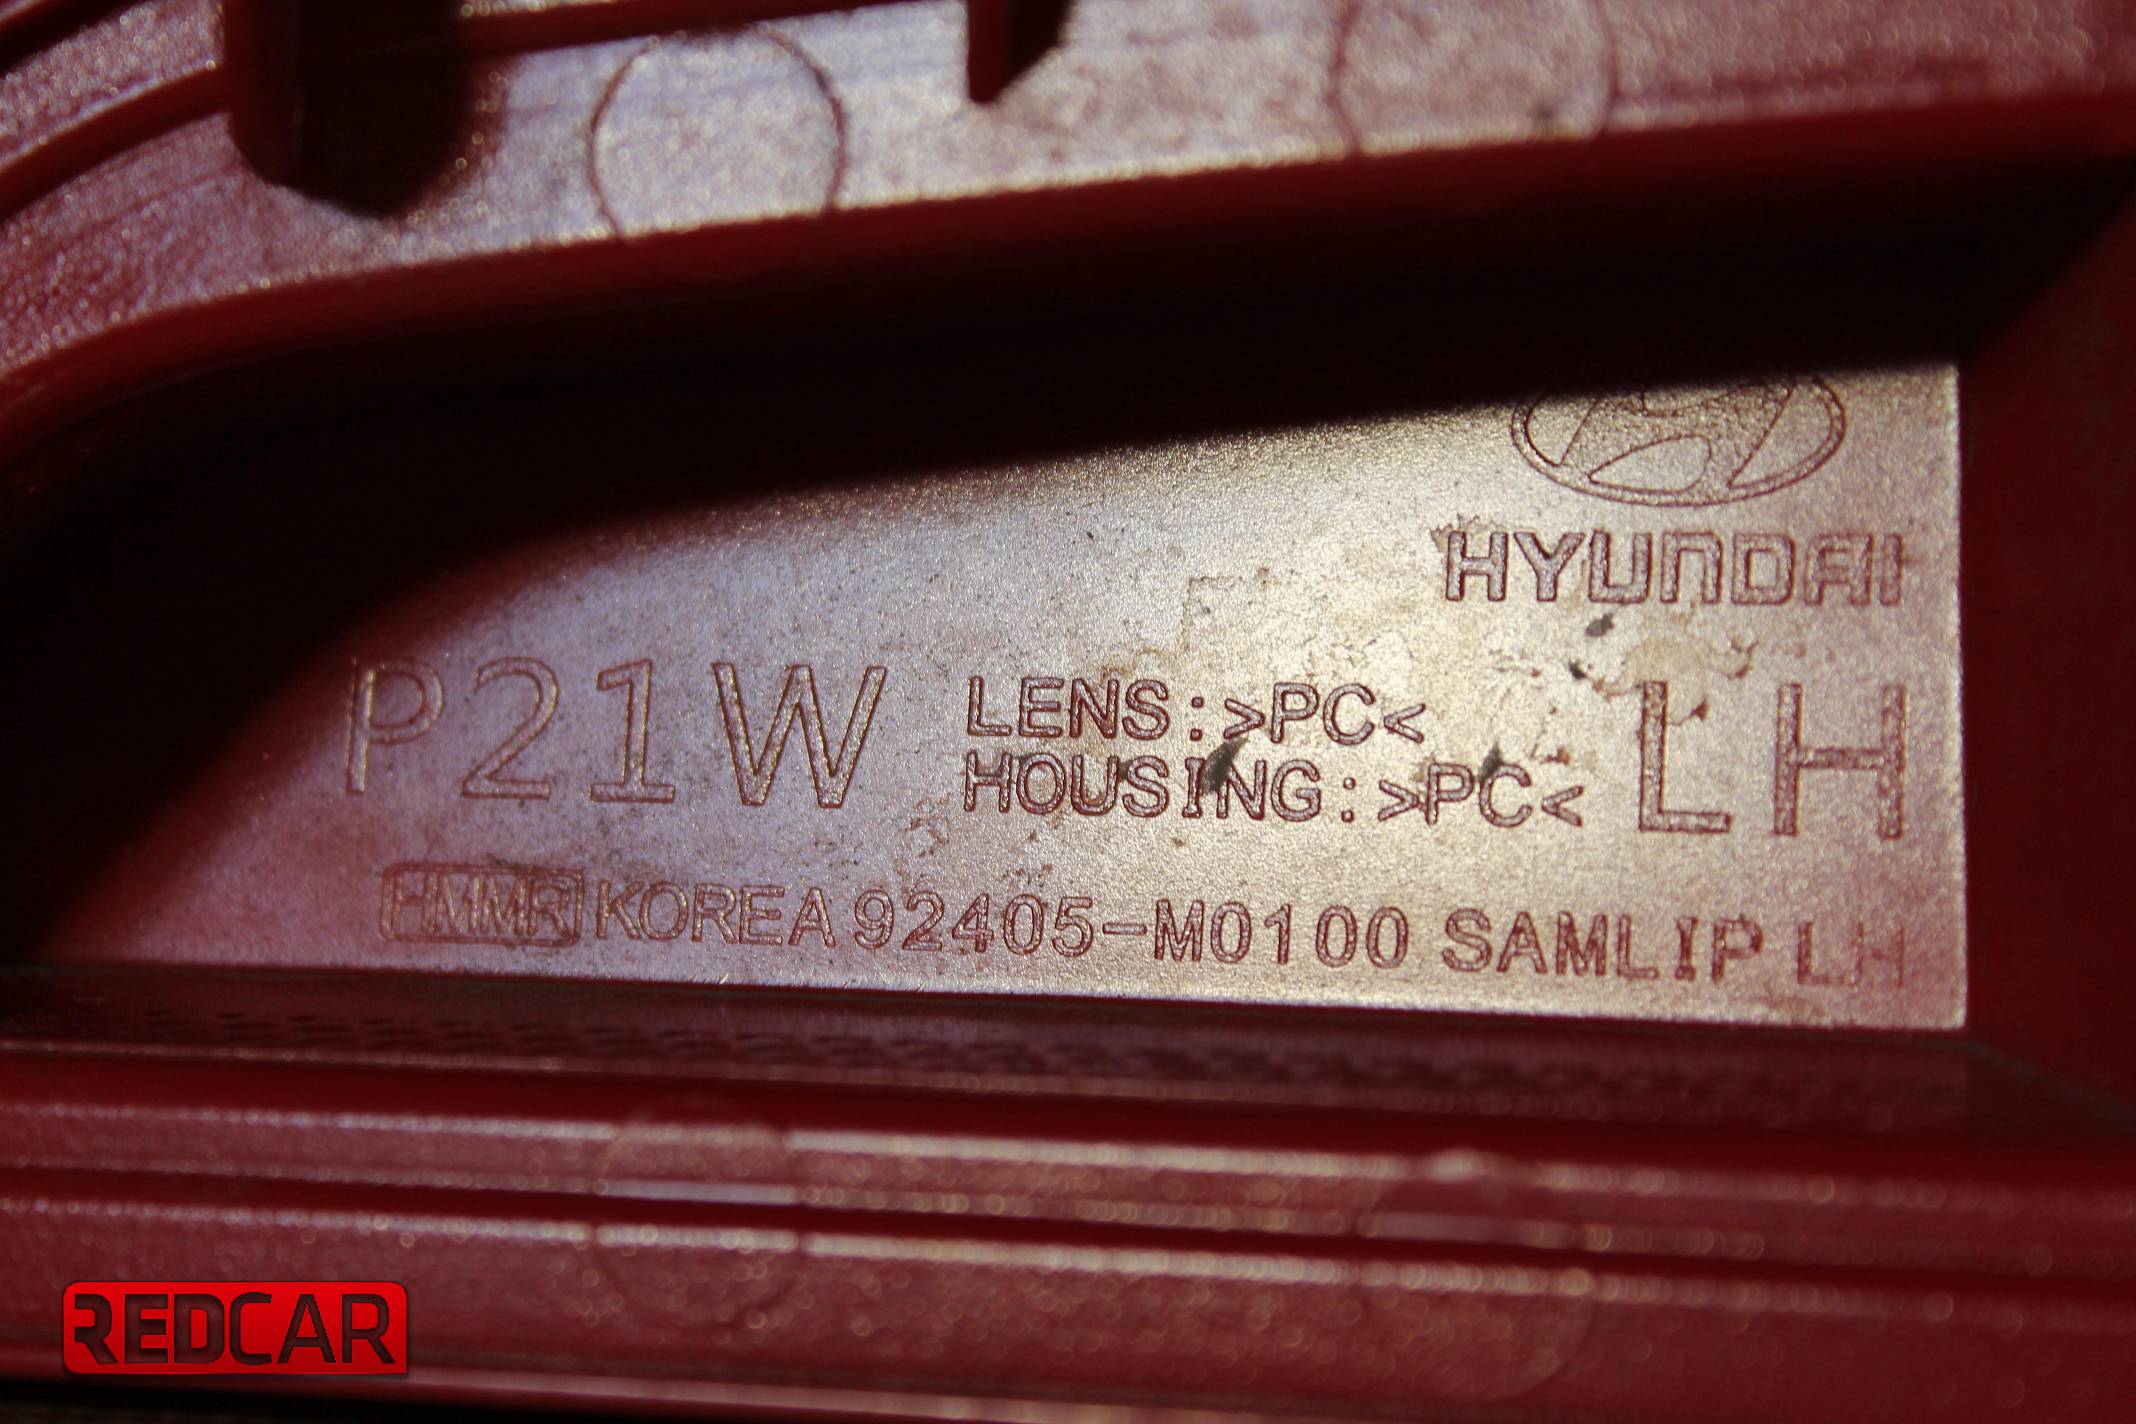 HYUNDAI
P21W LENS:>PC< LH
HOUSING:>PC<
HMMR KOREA 92405-M0100 SAMLIP LH
REDCAR